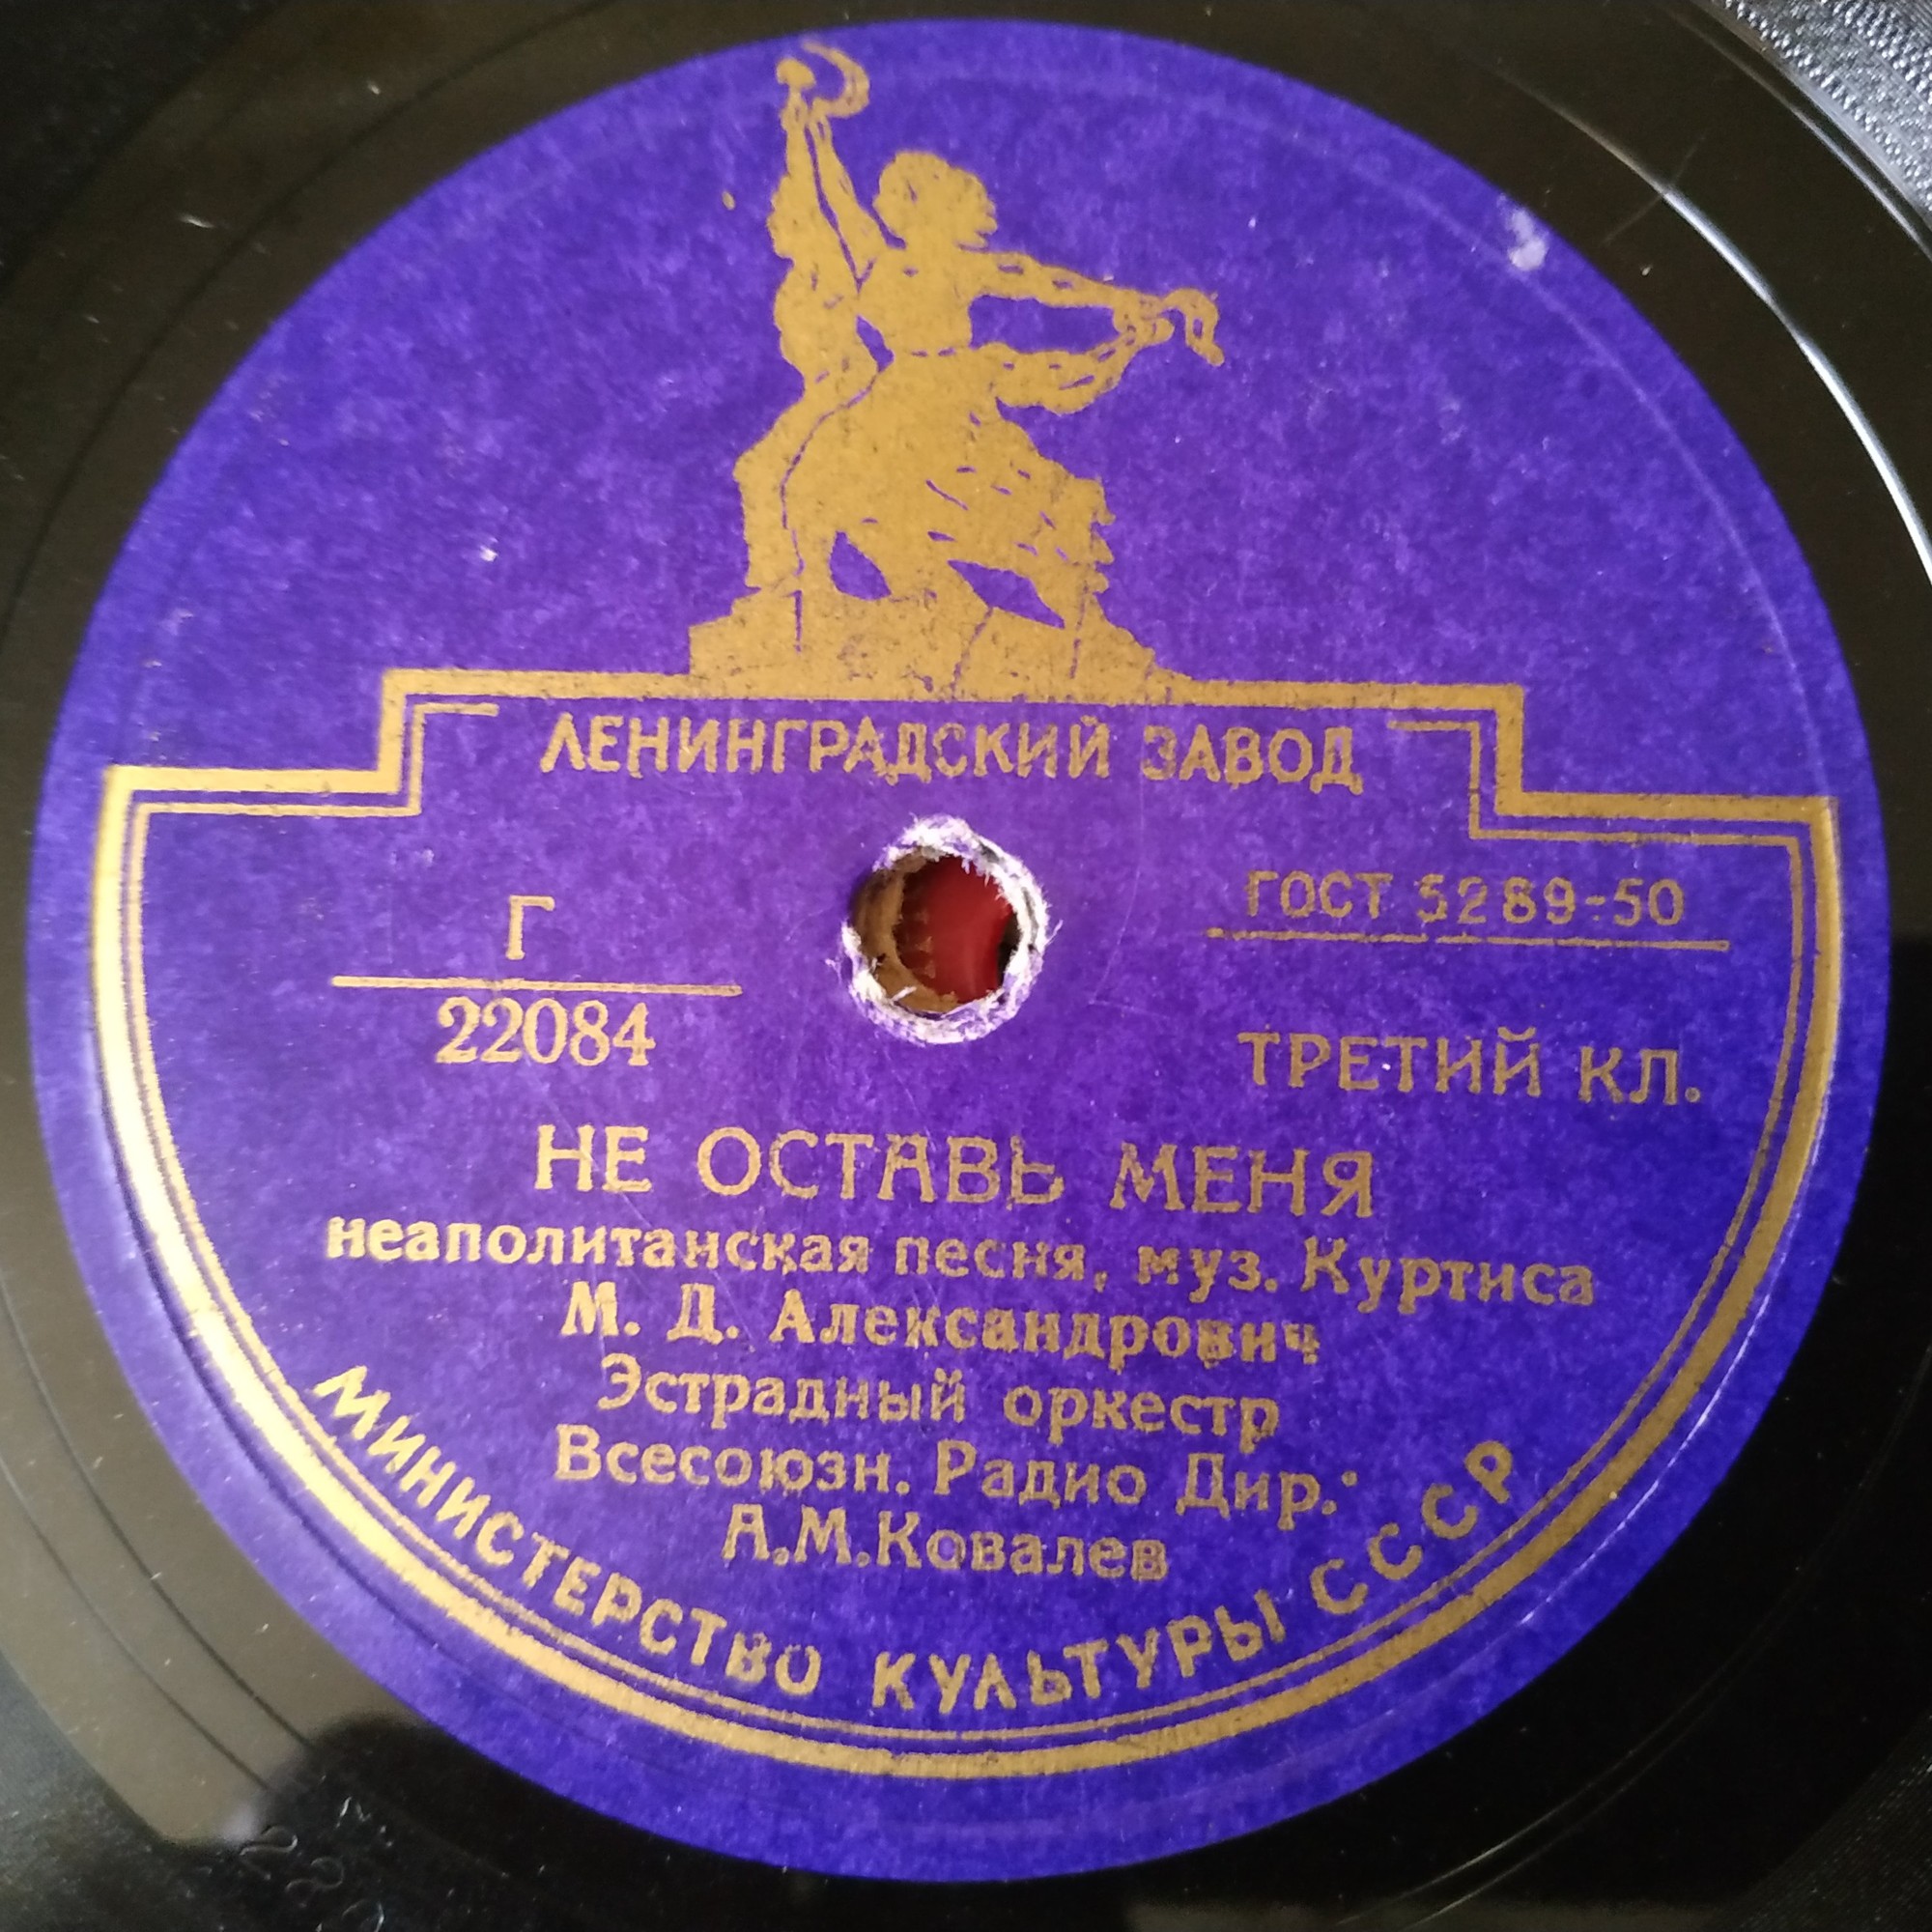 ЛЕНИНГРАДСКИЙ ЗАВОД
Г
22084
ГОСТ 5289-50
ТРЕТИЙ КЛ.
НЕ ОСТАВЬ МЕНЯ
неаполитанская песня, муз. Куртиса
М. Д. Александрович
Эстрадный оркестр
Всесоюзн. Радио Дир.:
А.М.Ковалев
МИНИСТЕРСТВО КУЛЬТУРЫ СССР